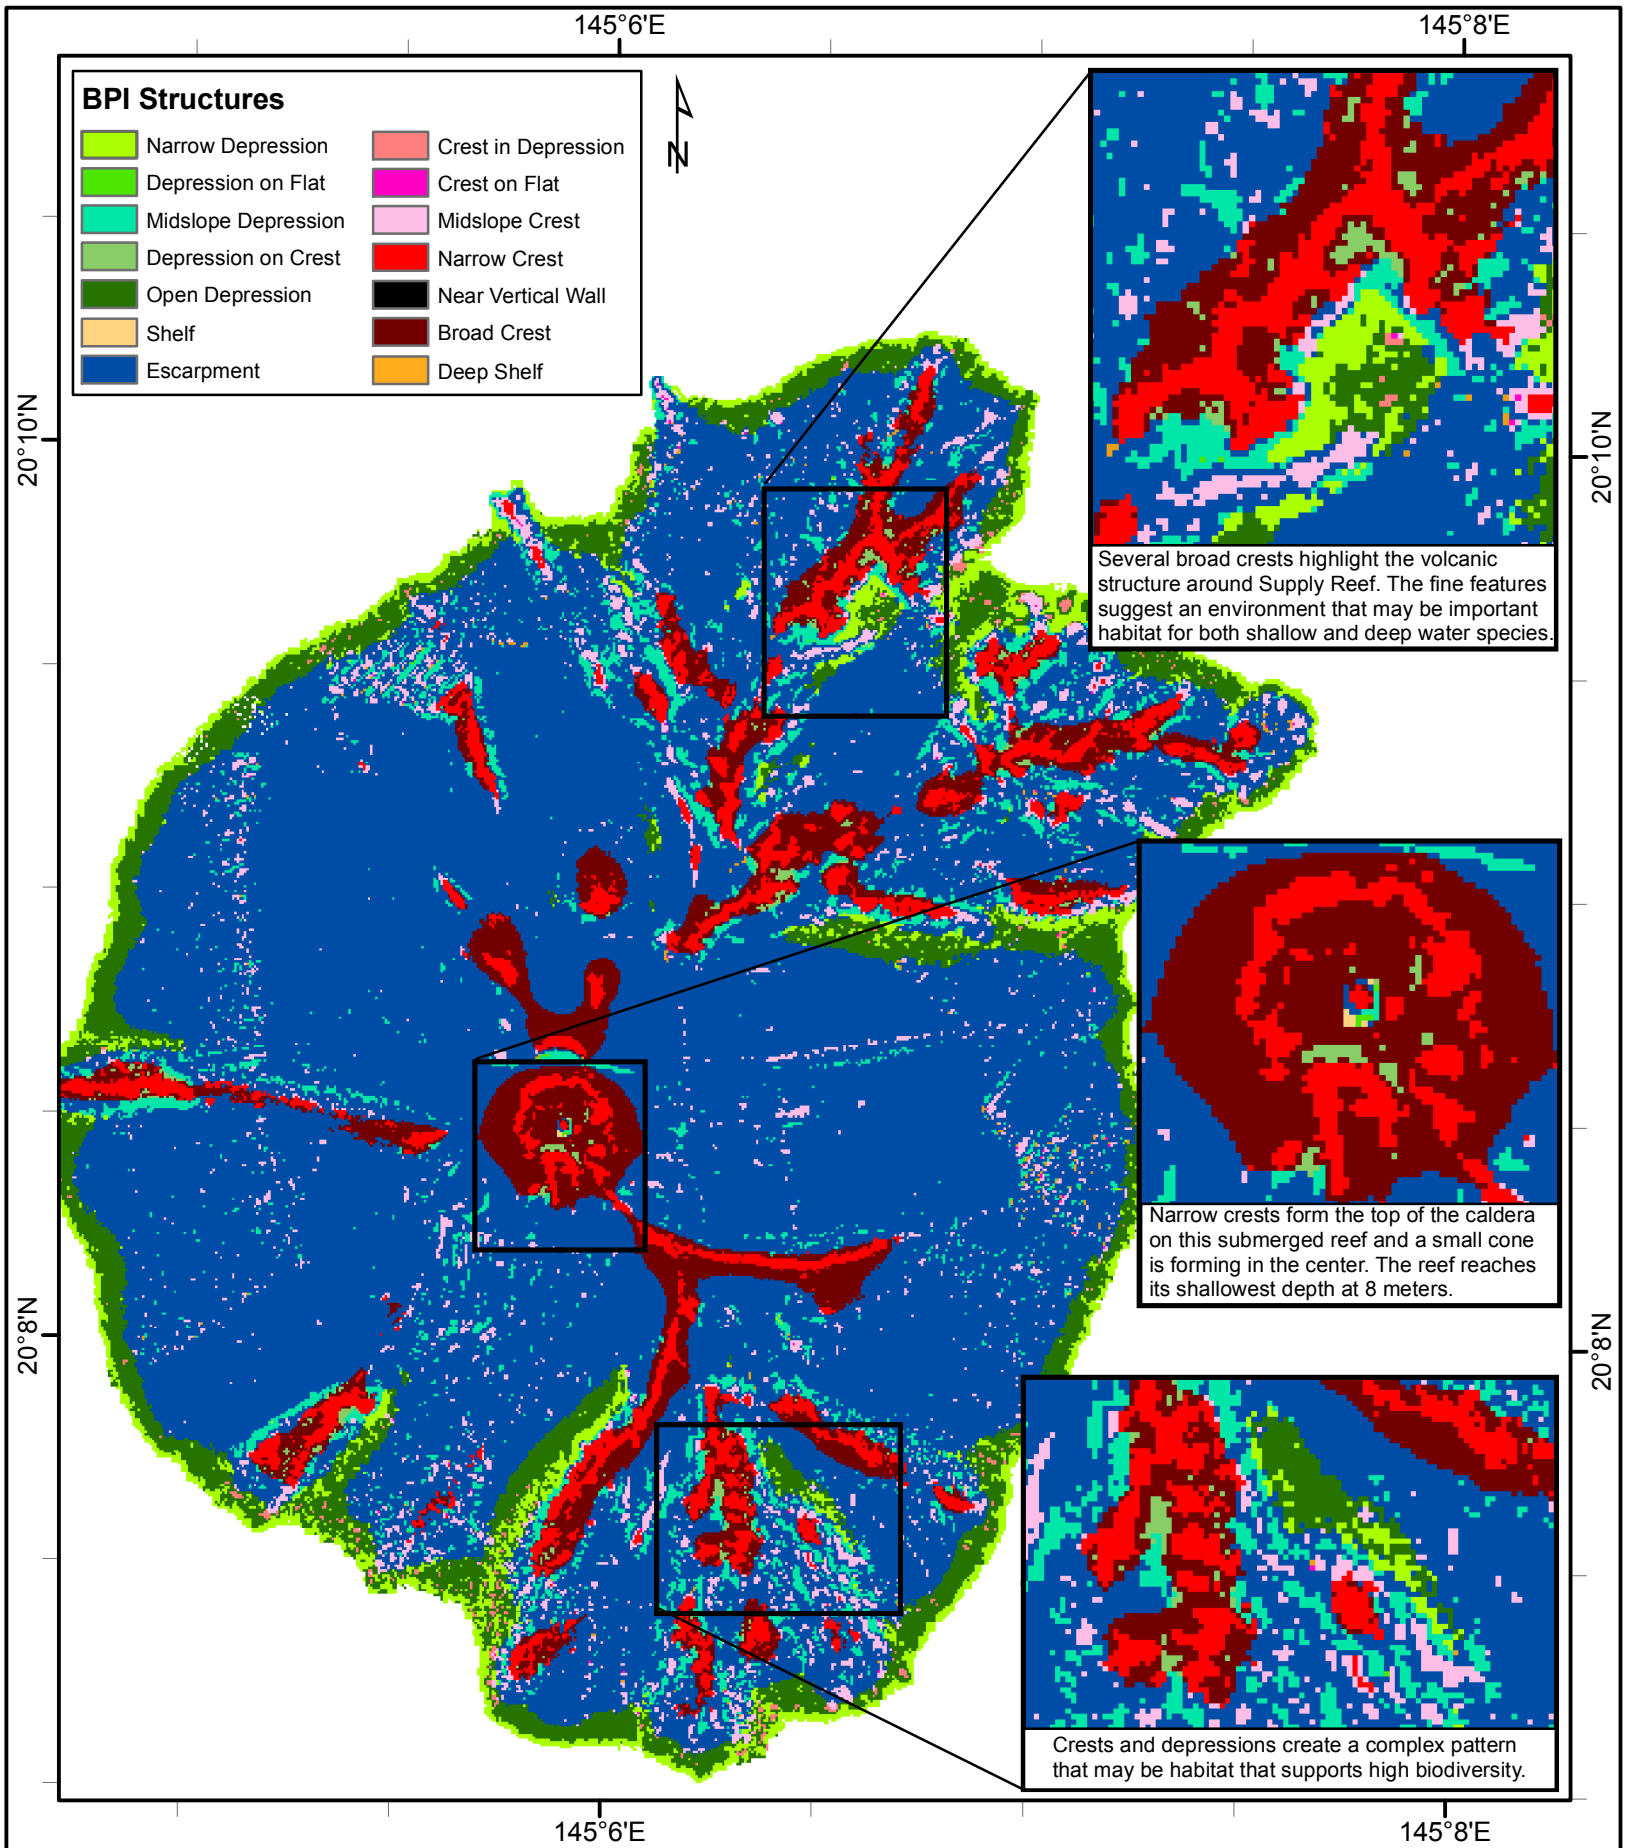 145°6'E
145°8'E
BPI Structures
Narrow Depression
Depression on Flat
Midslope Depression
Depression on Crest
Open Depression
Shelf
Escarpment
Crest in Depression
Crest on Flat
Midslope Crest
Narrow Crest
Near Vertical Wall
Broad Crest
Deep Shelf
N
20°10'N
20°10'N
Several broad crests highlight the volcanic
structure around Supply Reef. The fine features
suggest an environment that may be important
habitat for both shallow and deep water species.
Narrow crests form the top of the caldera
on this submerged reef and a small cone
is forming in the center. The reef reaches
its shallowest depth at 8 meters.
20°8'N
20°8'N
Crests and depressions create a complex pattern
that may be habitat that supports high biodiversity.
145°6'E
145°8'E